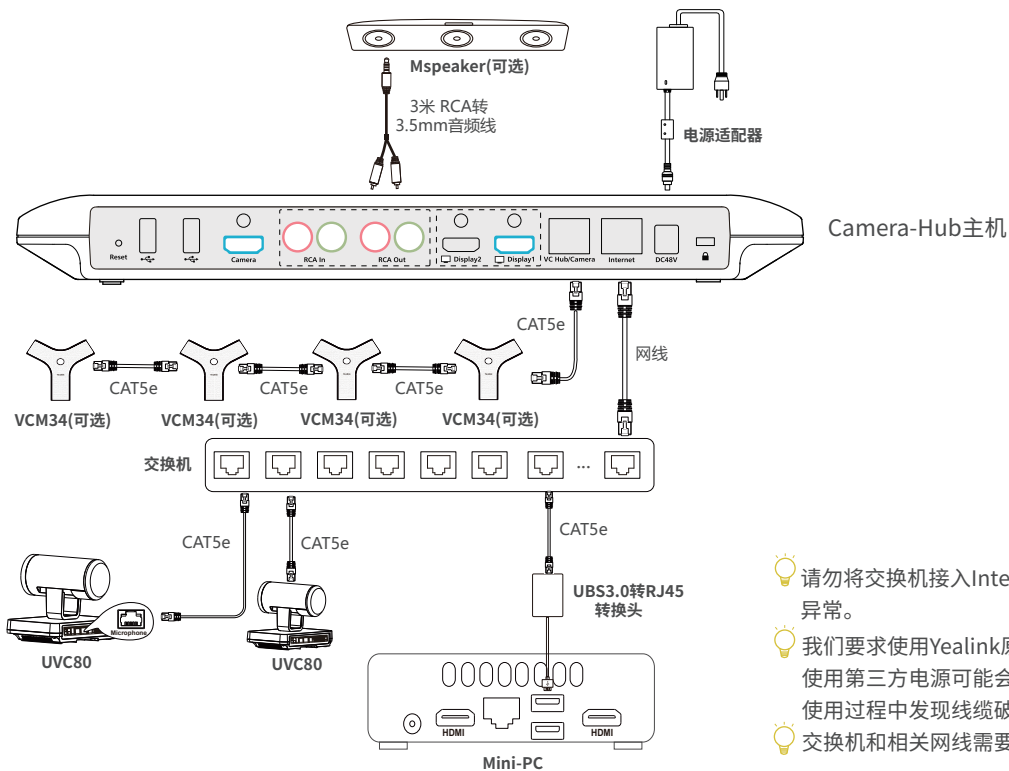 Mspeaker(可选)
3米 RCA转
3.5mm音频线
电源适配器
Camera-Hub主机
Reset
Camera
RCA In
RCA Out
Display2
Display1
VC Hub/Camera
Internet
DC48V
CAT5e
网线
CAT5e
CAT5e
CAT5e
VCM34(可选)
VCM34(可选)
VCM34(可选)
VCM34(可选)
交换机
...
CAT5e
CAT5e
CAT5e
UBS3.0转RJ45
转换头
Microphone
UVC80
UVC80
HDMI
HDMI
Mini-PC
请勿将交换机接入Inte
异常。
我们要求使用Yealink原
使用第三方电源可能会
使用过程中发现线缆破
交换机和相关网线需要